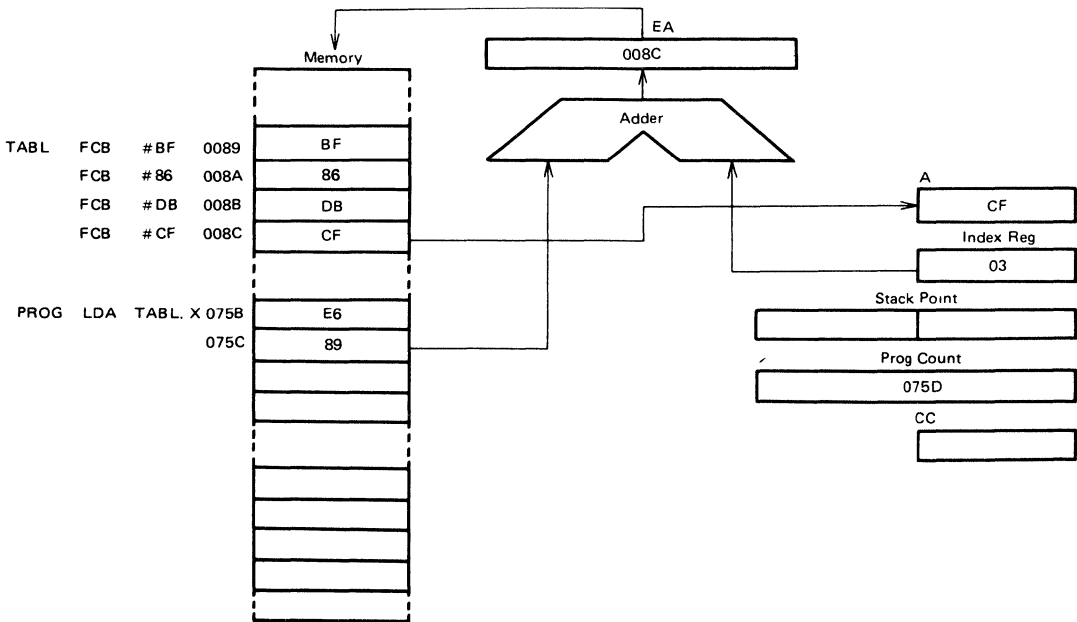 EA
008C
Memory
Adder
TABL FCB #BF 0089 BF
FCB #86 008A 86
FCB #DB 008B DB
FCB #CF 008C CF
A
CF
Index Reg
03
Stack Point
PROG LDA TABL. X 075B E6
075C 89
Prog Count
075D
CC